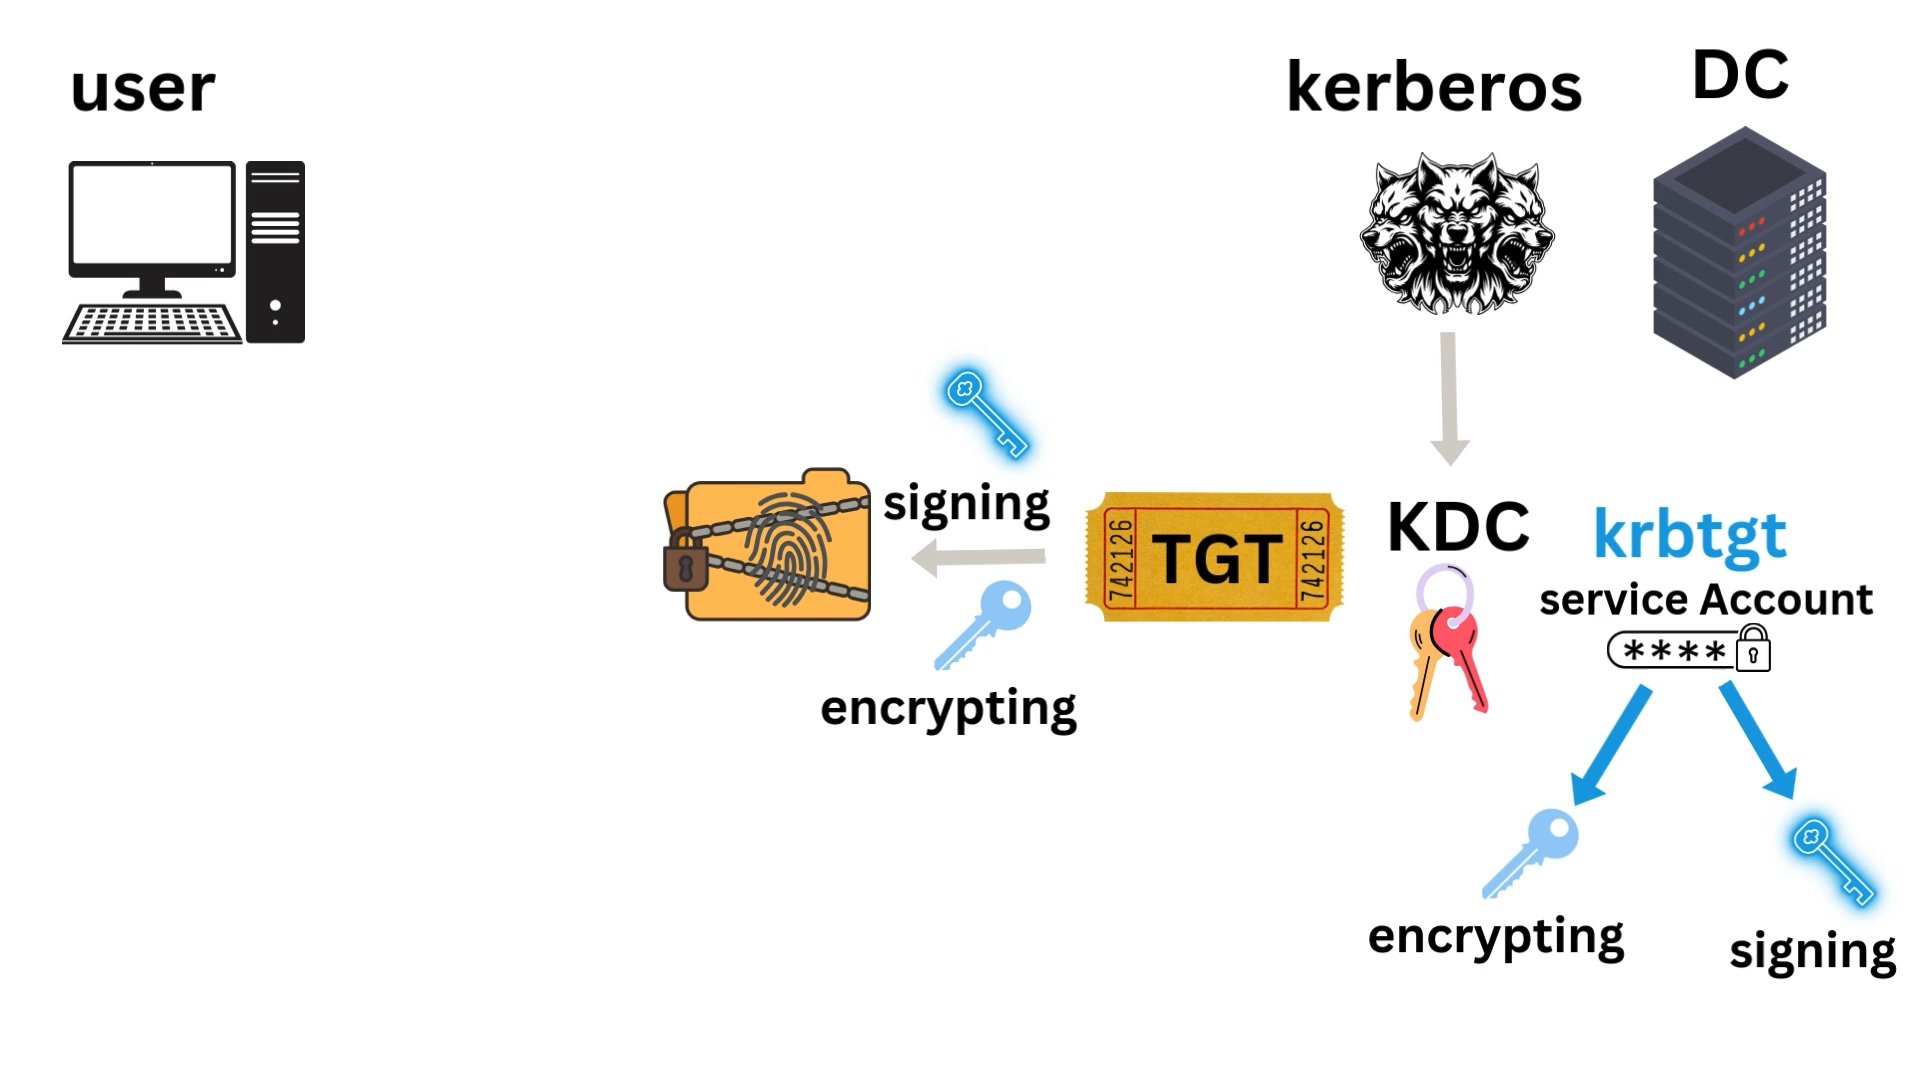 user
kerberos
DC
signing
742126
TGT
742126
KDC
krbtgt
service Account
****
encrypting
encrypting
signing